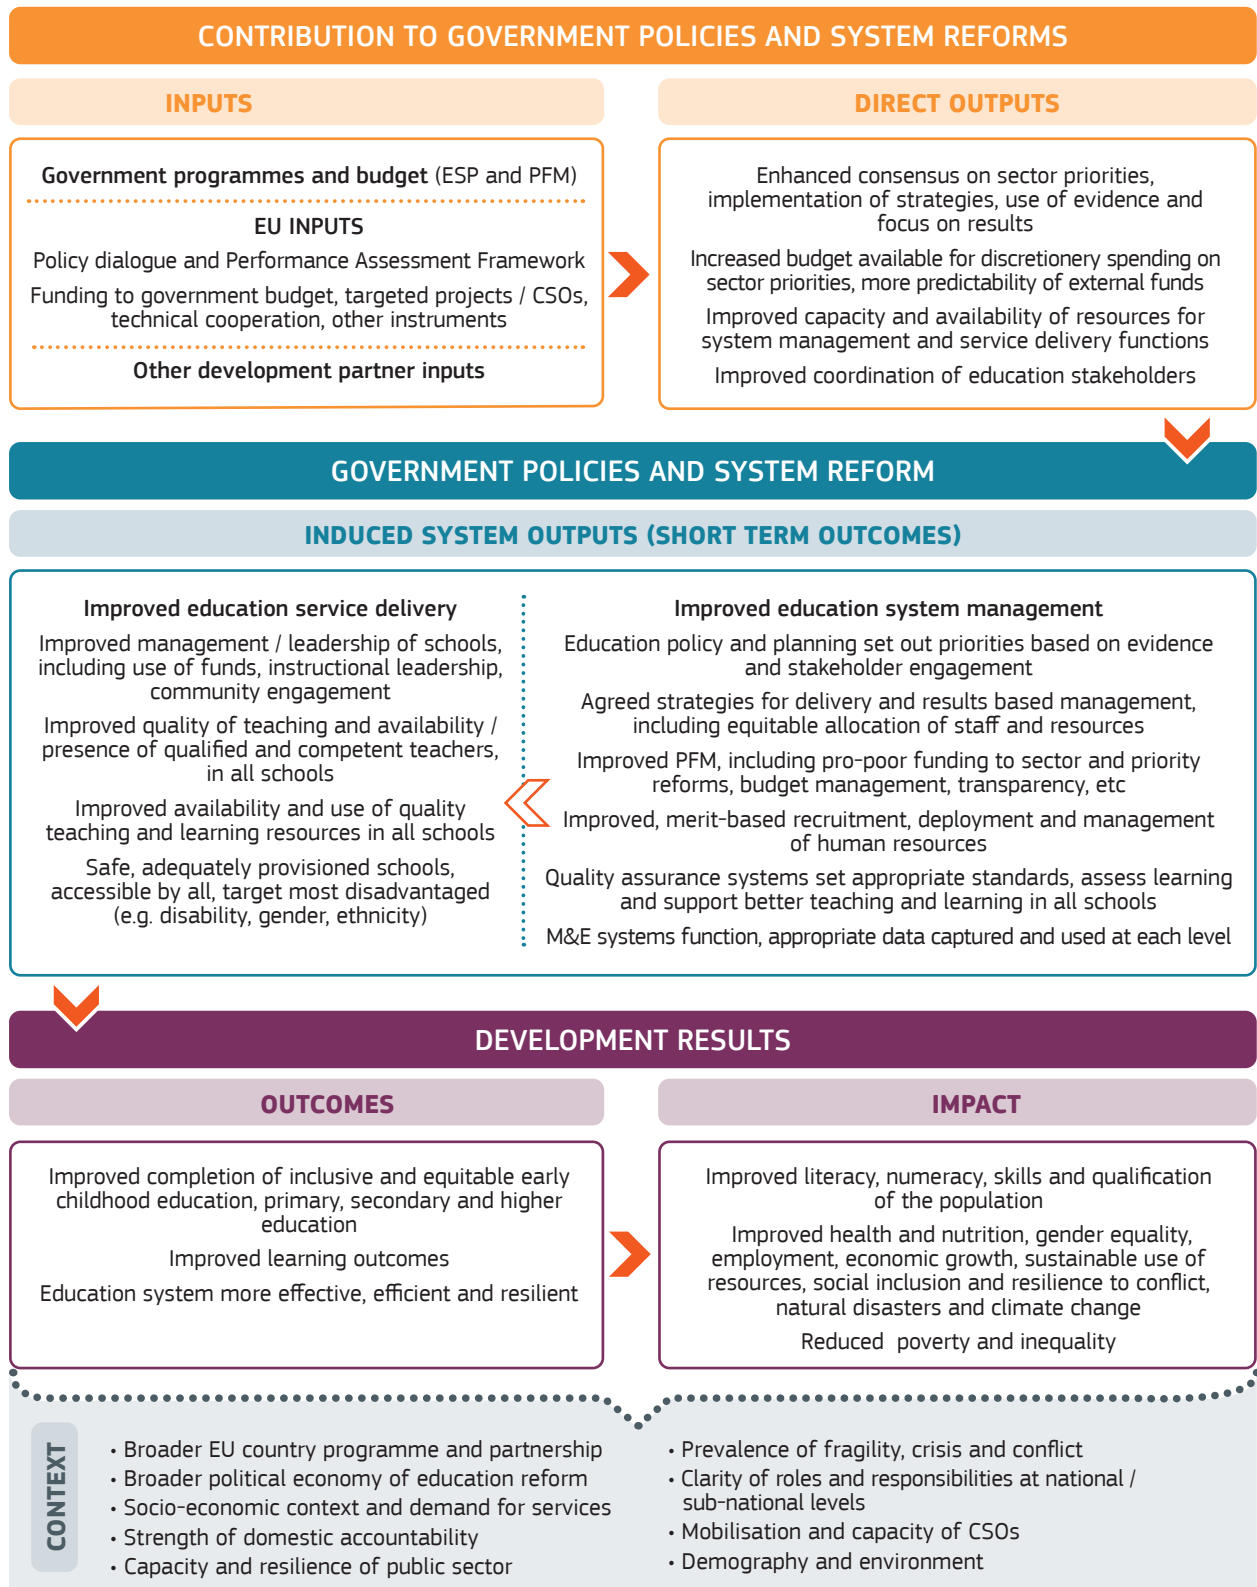 CONTRIBUTION TO GOVERNMENT POLICIES AND SYSTEM REFORMS
INPUTS
Government programmes and budget (ESP and PFM)
EU INPUTS
Policy dialogue and Performance Assessment Framework
Funding to government budget, targeted projects / CSOs,
technical cooperation, other instruments
Other development partner inputs
DIRECT OUTPUTS
Enhanced consensus on sector priorities,
implementation of strategies, use of evidence and
focus on results
Increased budget available for discretionery spending on
sector priorities, more predictability of external funds
Improved capacity and availability of resources for
system management and service delivery functions
Improved coordination of education stakeholders
GOVERNMENT POLICIES AND SYSTEM REFORM
INDUCED SYSTEM OUTPUTS (SHORT TERM OUTCOMES)
Improved education service delivery
Improved management / leadership of schools,
including use of funds, instructional leadership,
community engagement
Improved quality of teaching and availability /
presence of qualified and competent teachers,
in all schools
Improved availability and use of quality
teaching and learning resources in all schools
Safe, adequately provisioned schools,
accessible by all, target most disadvantaged
(e.g. disability, gender, ethnicity)
Improved education system management
Education policy and planning set out priorities based on evidence
and stakeholder engagement
Agreed strategies for delivery and results based management,
including equitable allocation of staff and resources
Improved PFM, including pro-poor funding to sector and priority
reforms, budget management, transparency, etc
Improved, merit-based recruitment, deployment and management
of human resources
Quality assurance systems set appropriate standards, assess learning
and support better teaching and learning in all schools
M&E systems function, appropriate data captured and used at each level
DEVELOPMENT RESULTS
OUTCOMES
Improved completion of inclusive and equitable early
childhood education, primary, secondary and higher
education
Improved learning outcomes
Education system more effective, efficient and resilient
IMPACT
Improved literacy, numeracy, skills and qualification
of the population
Improved health and nutrition, gender equality,
employment, economic growth, sustainable use of
resources, social inclusion and resilience to conflict,
natural disasters and climate change
Reduced poverty and inequality
CONTEXT
• Broader EU country programme and partnership
• Broader political economy of education reform
• Socio-economic context and demand for services
• Strength of domestic accountability
• Capacity and resilience of public sector
• Prevalence of fragility, crisis and conflict
• Clarity of roles and responsibilities at national /
sub-national levels
• Mobilisation and capacity of CSOs
• Demography and environment